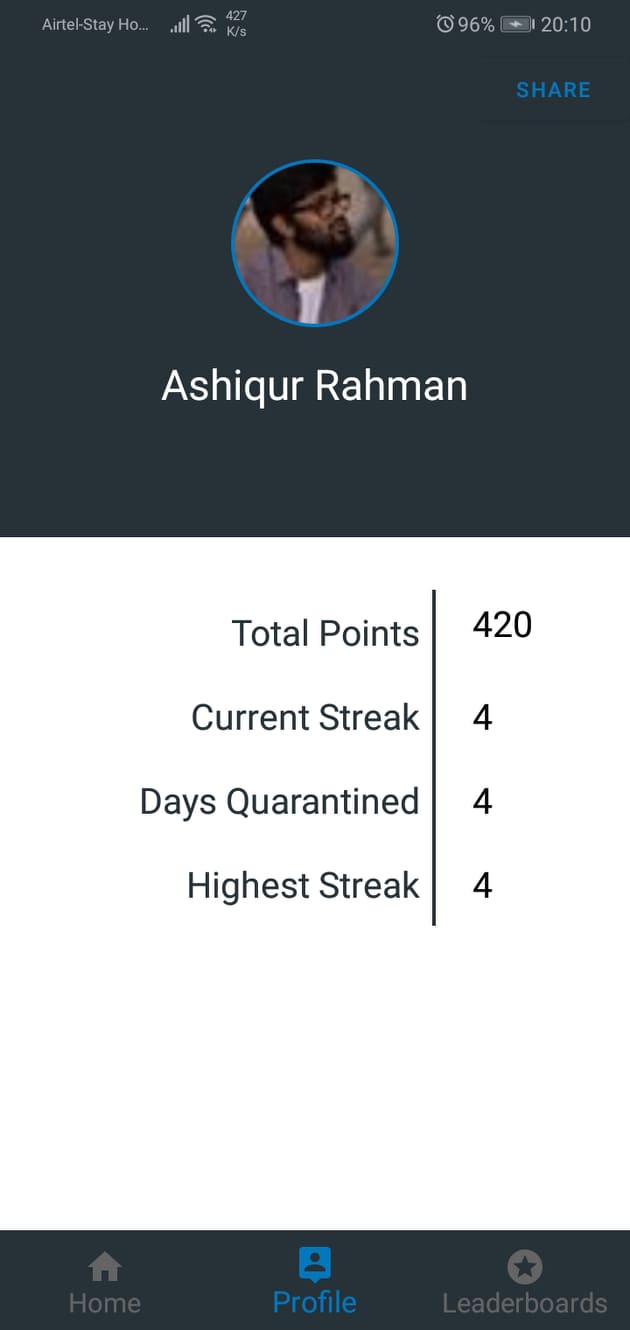 Airtel-Stay Ho... 427 K/s 96% 20:10
SHARE
Ashiqur Rahman
Total Points 420
Current Streak 4
Days Quarantined 4
Highest Streak 4
Home Profile Leaderboards